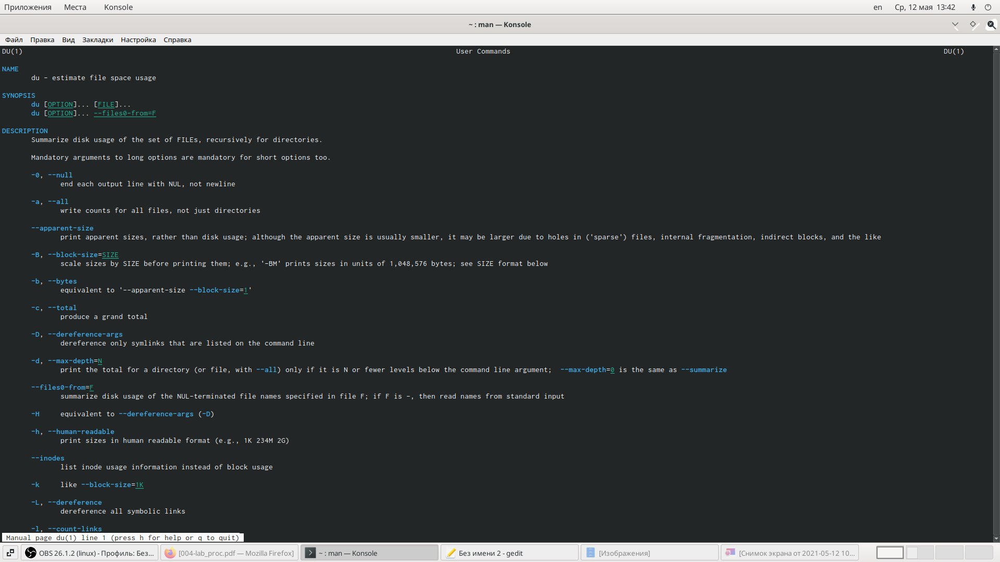 Приложения Места Konsole en Ср, 12 мая 13:42
~ : man — Konsole
Файл Правка Вид Закладки Настройка Справка
DU(1) User Commands DU(1)
NAME
du - estimate file space usage
SYNOPSIS
du [OPTION]... [FILE]...
du [OPTION]... --files0-from=F
DESCRIPTION
Summarize disk usage of the set of FILEs, recursively for directories.
Mandatory arguments to long options are mandatory for short options too.
-0, --null
end each output line with NUL, not newline
-a, --all
write counts for all files, not just directories
--apparent-size
print apparent sizes, rather than disk usage; although the apparent size is usually smaller, it may be larger due to holes in ('sparse') files, internal fragmentation, indirect blocks, and the like
-B, --block-size=SIZE
scale sizes by SIZE before printing them; e.g., '-BM' prints sizes in units of 1,048,576 bytes; see SIZE format below
-b, --bytes
equivalent to '--apparent-size --block-size=1'
-c, --total
produce a grand total
-D, --dereference-args
dereference only symlinks that are listed on the command line
-d, --max-depth=N
print the total for a directory (or file, with --all) only if it is N or fewer levels below the command line argument;  --max-depth=0 is the same as --summarize
--files0-from=F
summarize disk usage of the NUL-terminated file names specified in file F; if F is -, then read names from standard input
-H equivalent to --dereference-args (-D)
-h, --human-readable
print sizes in human readable format (e.g., 1K 234M 2G)
--inodes
list inode usage information instead of block usage
-k like --block-size=1K
-L, --dereference
dereference all symbolic links
-l, --count-links
Manual page du(1) line 1 (press h for help or q to quit)
OBS 26.1.2 (linux) - Профиль: Без... [004-lab_proc.pdf — Mozilla Firefox] ~ : man — Konsole Без имени 2 - gedit [Изображения] [Снимок экрана от 2021-05-12 10...